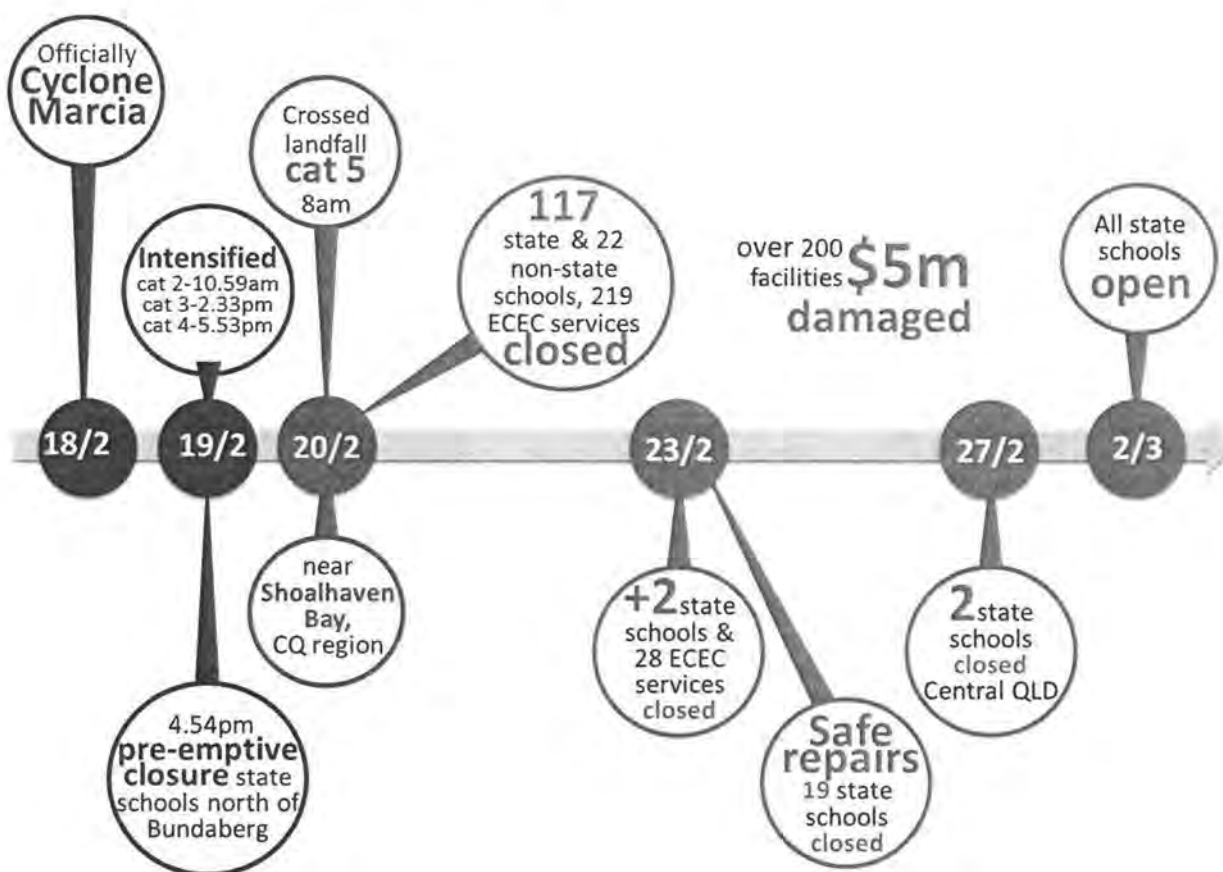 Officially
Cyclone
Marcia
Intensified
cat 2-10.59am
cat 3-2.33pm
cat 4-5.53pm
Crossed
landfall
cat 5
8am
117
state & 22
non-state
schools, 219
ECEC services
closed
over 200
facilities $5m
damaged
All state
schools
open
18/2
19/2
20/2
23/2
27/2
2/3
4.54pm
pre-emptive
closure state
schools north of
Bundaberg
near
Shoalhaven
Bay,
CQ region
+2 state
schools &
28 ECEC
services
closed
Safe
repairs
19 state
schools
closed
2 state
schools
closed
Central QLD